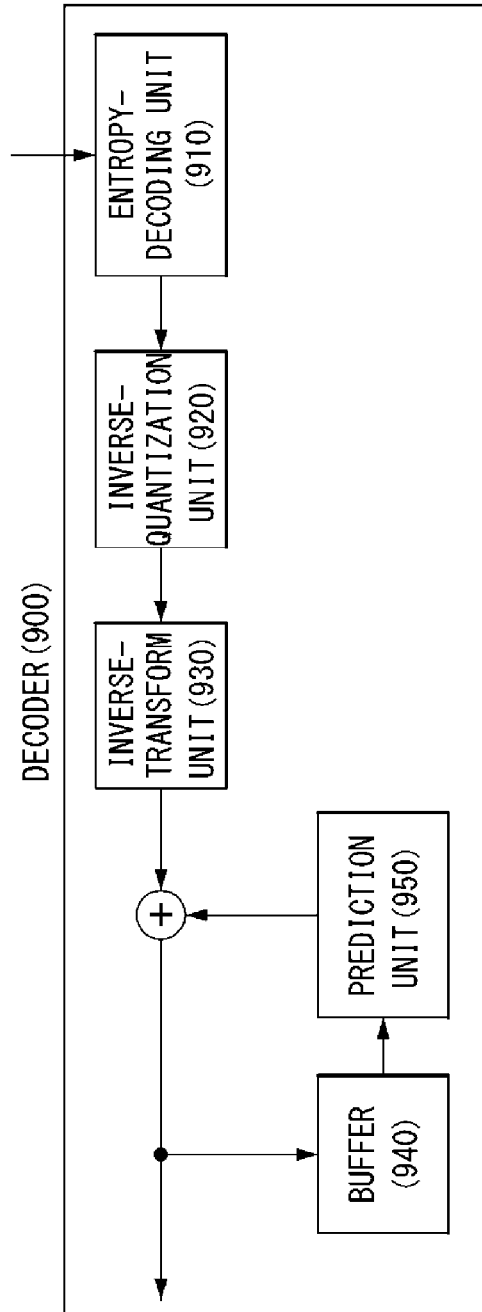 DECODER(900)
ENTROPY-
DECODING UNIT
(910)
INVERSE-
QUANTIZATION
UNIT(920)
INVERSE-
TRANSFORM
UNIT(930)
+
PREDICTION
UNIT(950)
BUFFER
(940)